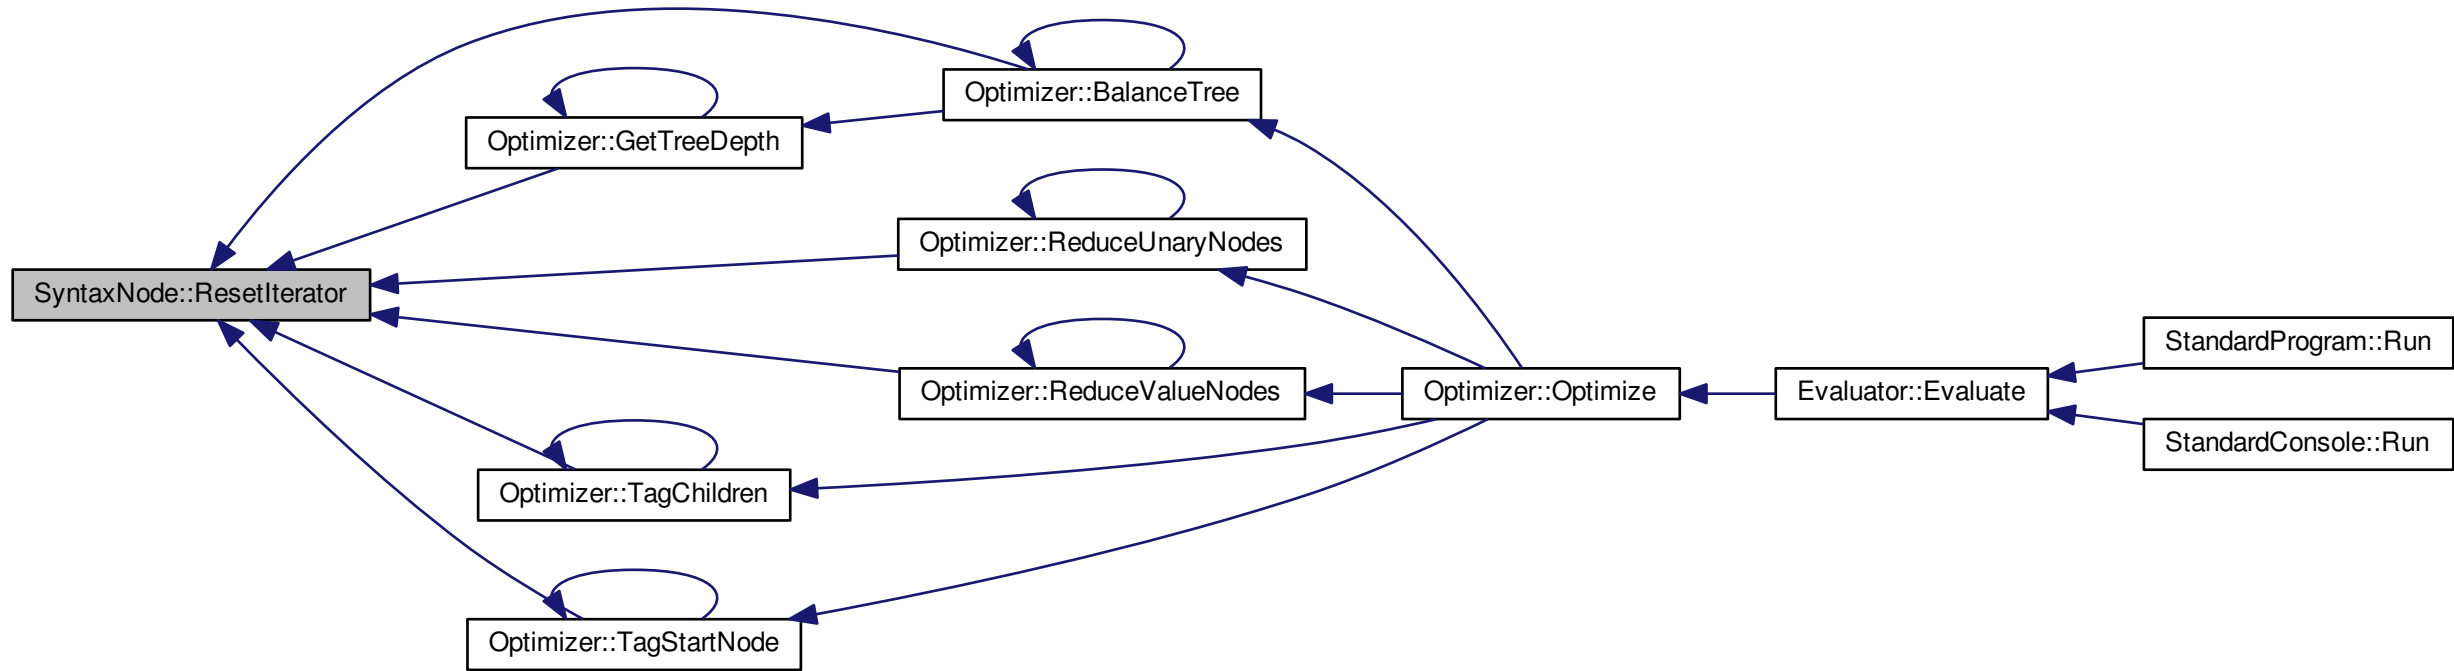 Optimizer::BalanceTree
Optimizer::GetTreeDepth
Optimizer::ReduceUnaryNodes
SyntaxNode::ResetIterator
StandardProgram::Run
Optimizer::ReduceValueNodes
Optimizer::Optimize
Evaluator::Evaluate
StandardConsole::Run
Optimizer::TagChildren
Optimizer::TagStartNode